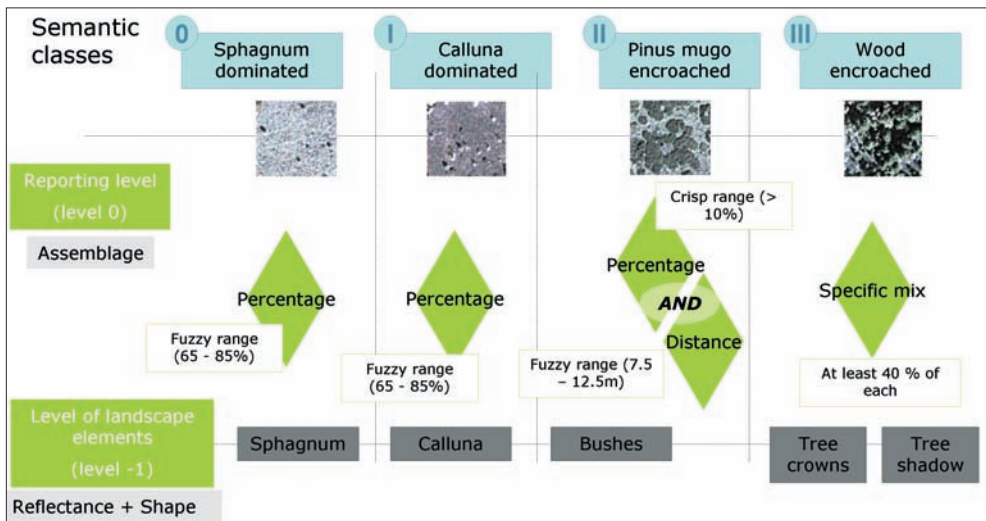 Semantic
classes
0
Sphagnum
dominated
I
Calluna
dominated
II
Pinus mugo
encroached
III
Wood
encroached
Reporting level
(level 0)
Assemblage
Crisp range (>
10%)
Percentage
Fuzzy range
(65 - 85%)
Percentage
Fuzzy range
(65 - 85%)
Percentage
AND
Distance
Fuzzy range (7.5
– 12.5m)
Specific mix
At least 40 % of
each
Level of landscape
elements
(level -1)
Reflectance + Shape
Sphagnum
Calluna
Bushes
Tree
crowns
Tree
shadow